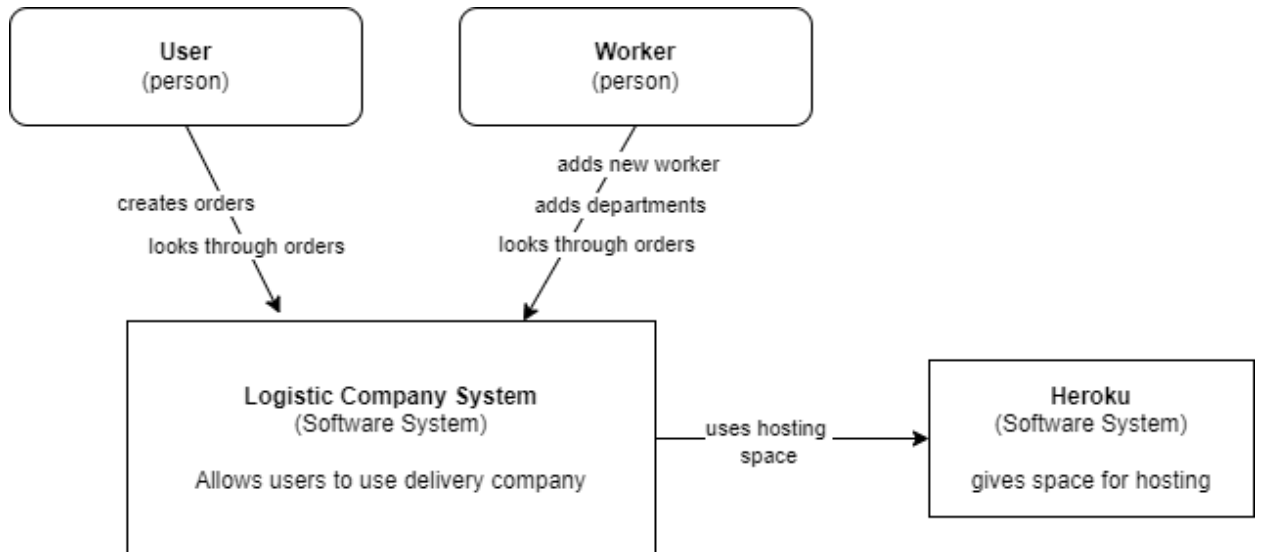 User
(person)
Worker
(person)
creates orders
looks through orders
adds new worker
adds departments
looks through orders
Logistic Company System
(Software System)
Allows users to use delivery company
uses hosting
space
Heroku
(Software System)
gives space for hosting